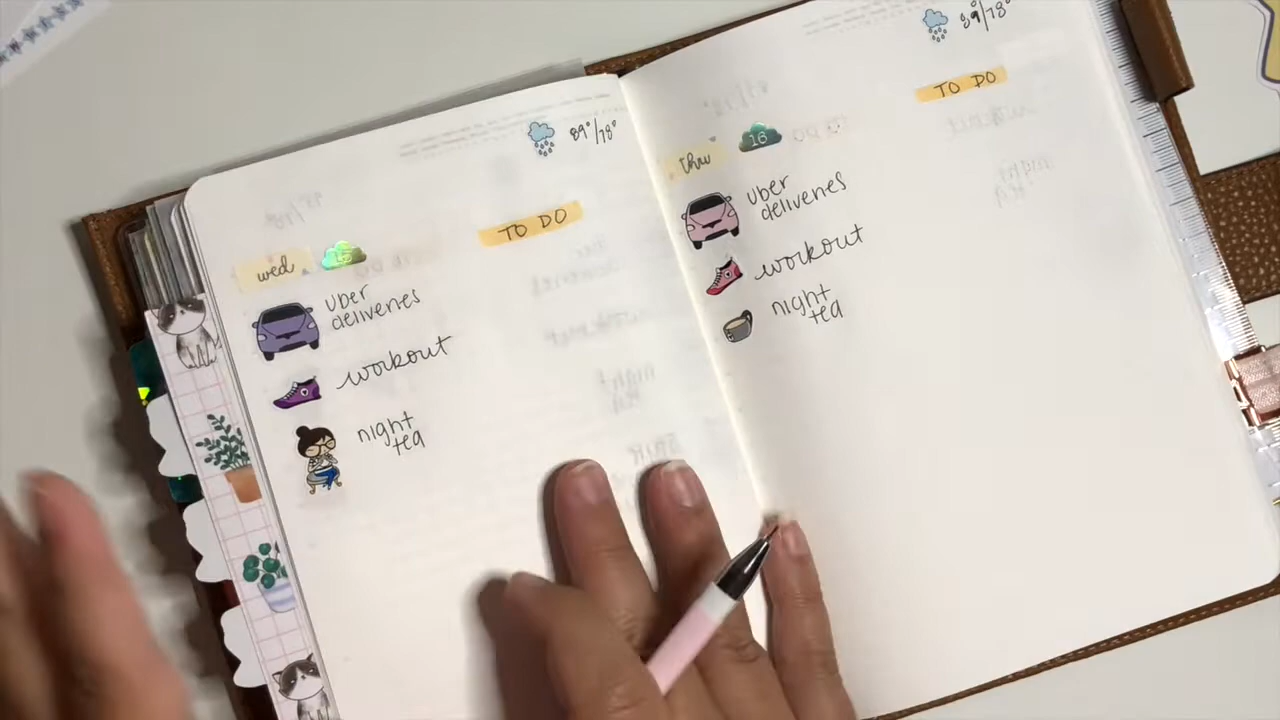 89°/78°
TO DO
wed 15
uber
deliveries
workout
night
tea
89/78°
TO DO
thu 16
uber
deliveries
workout
night
tea